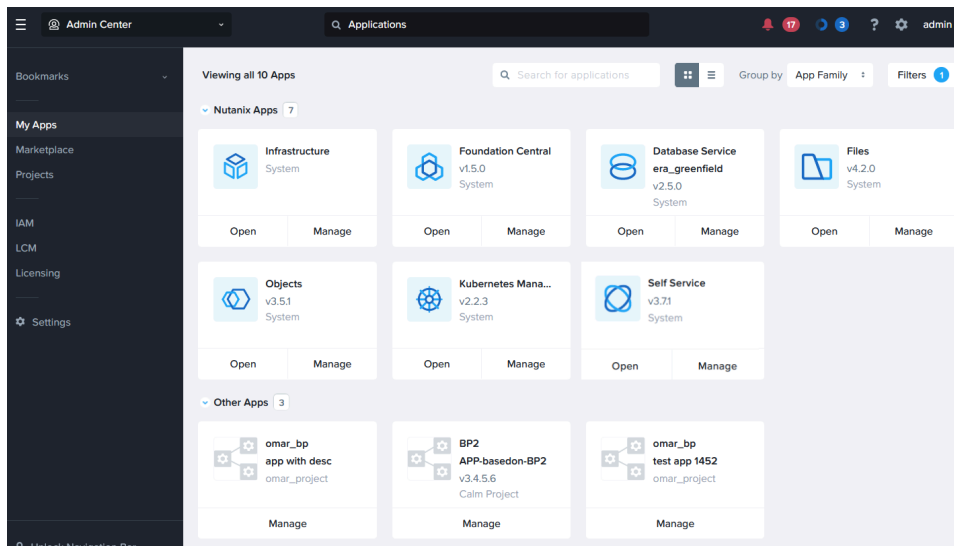 Admin Center
Applications
17
3
?
admin
Bookmarks
My Apps
Marketplace
Projects
IAM
LCM
Licensing
Settings
Viewing all 10 Apps
Search for applications
Group by
App Family
Filters
1
Nutanix Apps 7
Infrastructure
System
Open
Manage
Foundation Central
v1.5.0
System
Open
Manage
Database Service
era_greenfield
v2.5.0
System
Open
Manage
Files
v4.2.0
System
Open
Manage
Objects
v3.5.1
System
Open
Manage
Kubernetes Mana...
v2.2.3
System
Open
Manage
Self Service
v3.7.1
System
Open
Manage
Other Apps 3
omar_bp
app with desc
omar_project
Manage
BP2
APP-basedon-BP2
v3.4.5.6
Calm Project
Manage
omar_bp
test app 1452
omar_project
Manage
Unlock Navigation Bar